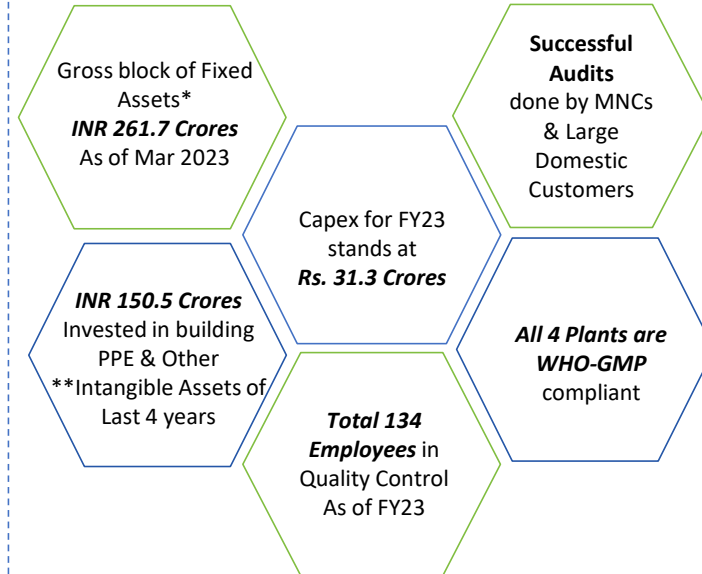 Gross block of Fixed
Assets*
INR 261.7 Crores
As of Mar 2023
Successful
Audits
done by MNCs
& Large
Domestic
Customers
Capex for FY23
stands at
Rs. 31.3 Crores
INR 150.5 Crores
Invested in building
PPE & Other
**Intangible Assets of
Last 4 years
All 4 Plants are
WHO-GMP
compliant
Total 134
Employees in
Quality Control
As of FY23